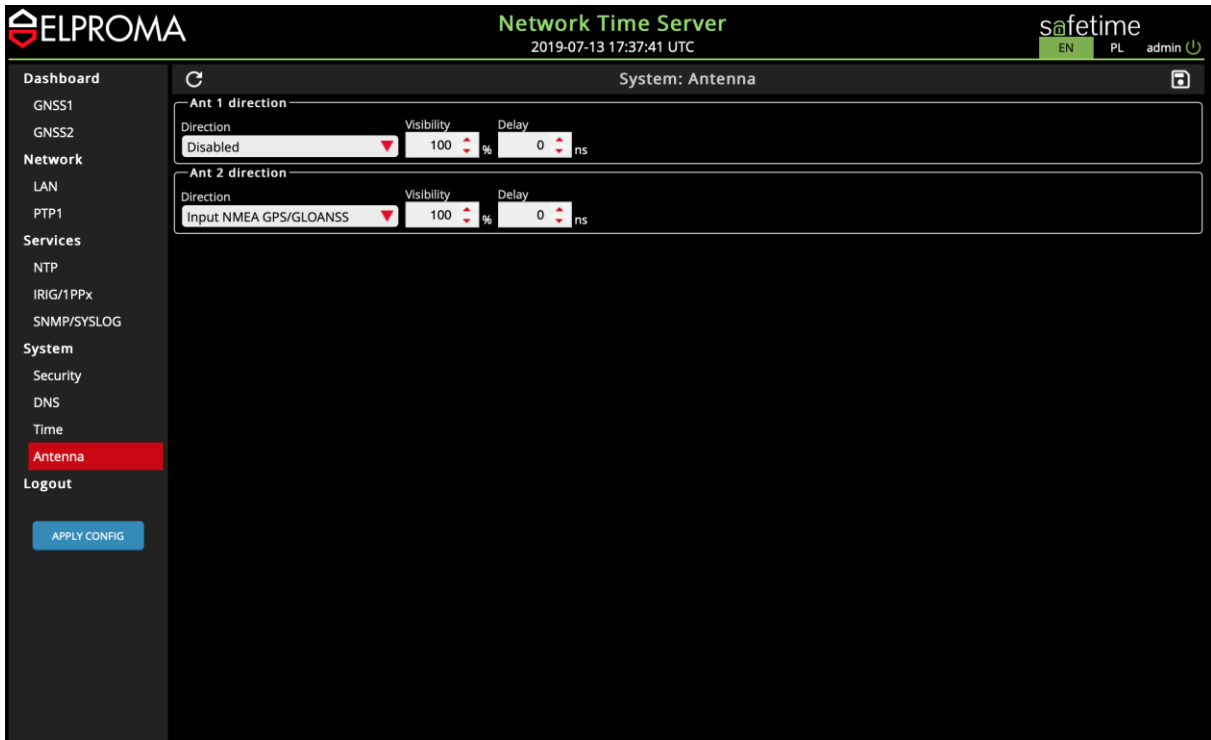 ELPROMA
Network Time Server
2019-07-13 17:37:41 UTC
safetime
EN PL admin
Dashboard
GNSS1
GNSS2
Network
LAN
PTP1
Services
NTP
IRIG/1PPx
SNMP/SYSLOG
System
Security
DNS
Time
Antenna
Logout
APPLY CONFIG
System: Antenna
Ant 1 direction
Direction Visibility Delay
Disabled 100 % 0 ns
Ant 2 direction
Direction Visibility Delay
Input NMEA GPS/GLOANSS 100 % 0 ns